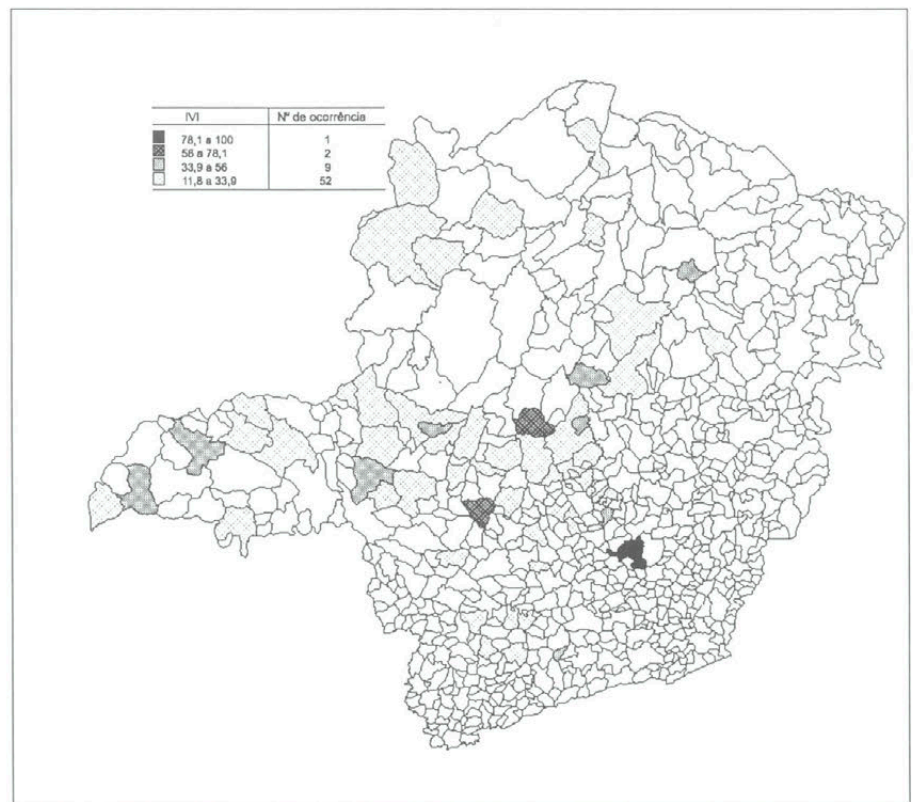 IVI Nº de ocorrência
78,1 a 100 1
56 a 78,1 2
33,9 a 56 9
11,8 a 33,9 52